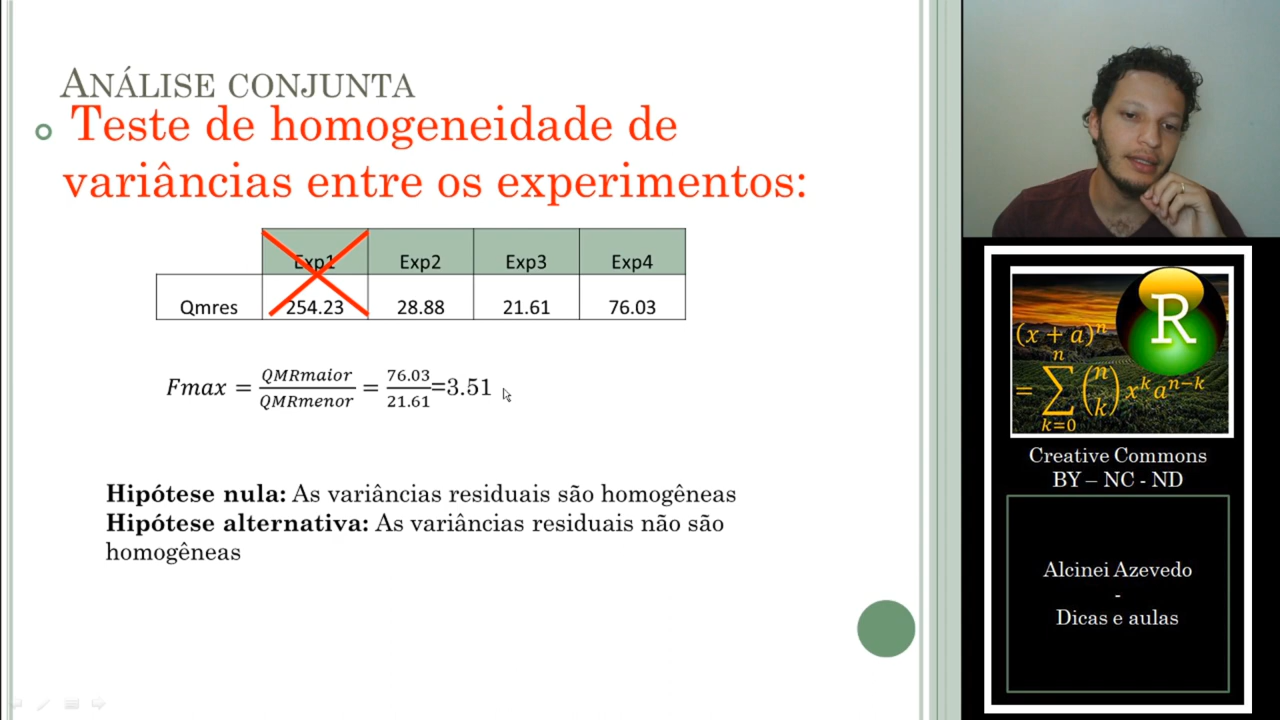 ANÁLISE CONJUNTA
Teste de homogeneidade de
variâncias entre os experimentos:
Exp1 Exp2 Exp3 Exp4
Qmres 254.23 28.88 21.61 76.03
Fmax = QMRmaior/QMRmenor = 76.03/21.61=3.51
Hipótese nula: As variâncias residuais são homogêneas
Hipótese alternativa: As variâncias residuais não são
homogêneas
R
(x + a)^n
= ∑_{k=0}^{n} (n k) x^k a^{n−k}
Creative Commons
BY – NC - ND
Alcinei Azevedo
-
Dicas e aulas